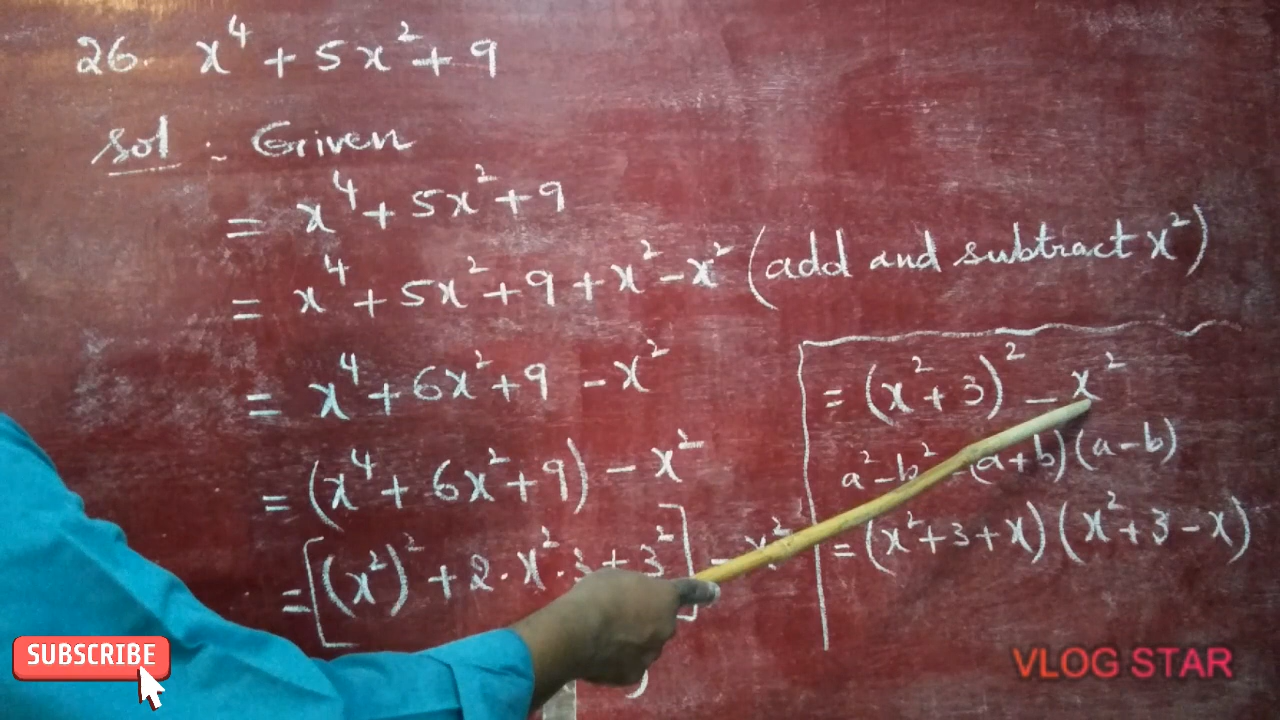 26. x⁴ + 5x² + 9
Sol :- Given
= x⁴ + 5x² + 9
= x⁴ + 5x² + 9 + x² - x² (add and subtract x²)
= x⁴ + 6x² + 9 - x²
= (x⁴ + 6x² + 9) - x²
= [(x²)² + 2·x²·3 + 3²] - x²
= (x² + 3)² - x²
a² - b² = (a+b)(a-b)
= (x² + 3 + x)(x² + 3 - x)
SUBSCRIBE
VLOG STAR